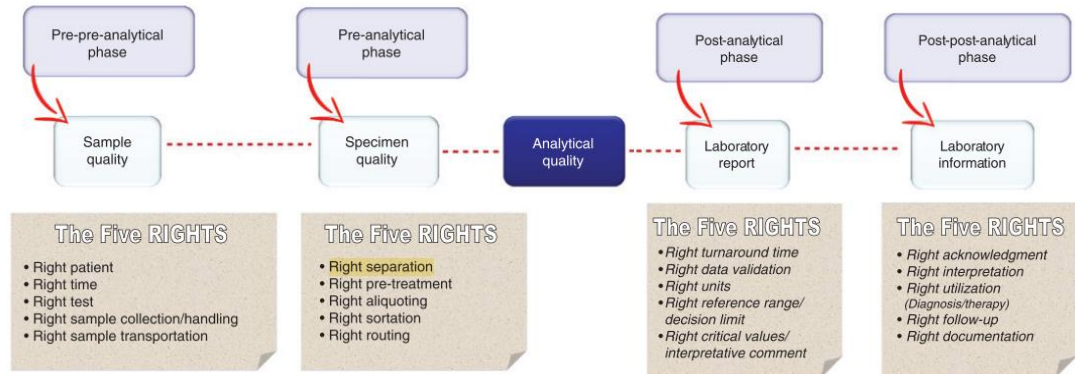 Pre-pre-analytical
phase
Pre-analytical
phase
Post-analytical
phase
Post-post-analytical
phase
Sample
quality
Specimen
quality
Analytical
quality
Laboratory
report
Laboratory
information
The Five RIGHTS
• Right patient
• Right time
• Right test
• Right sample collection/handling
• Right sample transportation
The Five RIGHTS
• Right separation
• Right pre-treatment
• Right aliquoting
• Right sortation
• Right routing
The Five RIGHTS
• Right turnaround time
• Right data validation
• Right units
• Right reference range/
decision limit
• Right critical values/
interpretative comment
The Five RIGHTS
• Right acknowledgment
• Right interpretation
• Right utilization
(Diagnosis/therapy)
• Right follow-up
• Right documentation